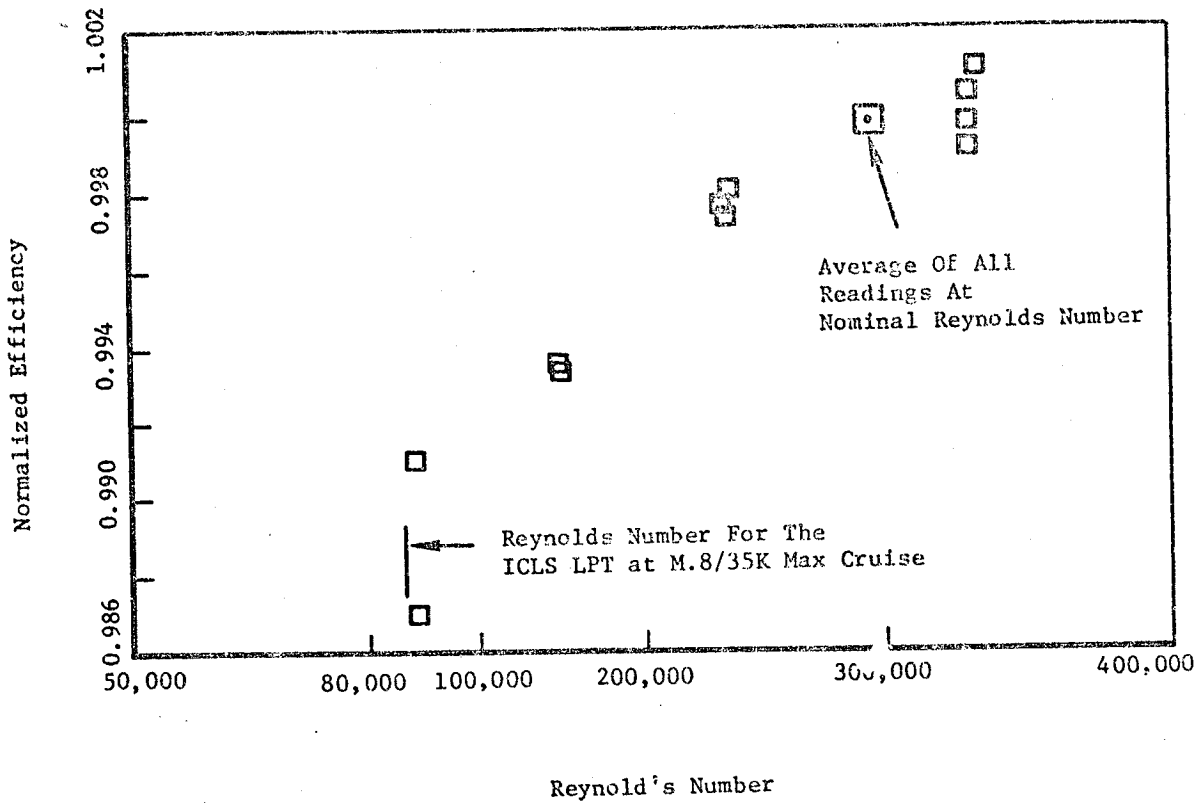 1.002
0.998
0.994
0.990
0.986
Normalized Efficiency
Average Of All
Readings At
Nominal Reynolds Number
Reynolds Number For The
ICLS LPT at M.8/35K Max Cruise
50,000
80,000
100,000
200,000
300,000
400,000
Reynold's Number